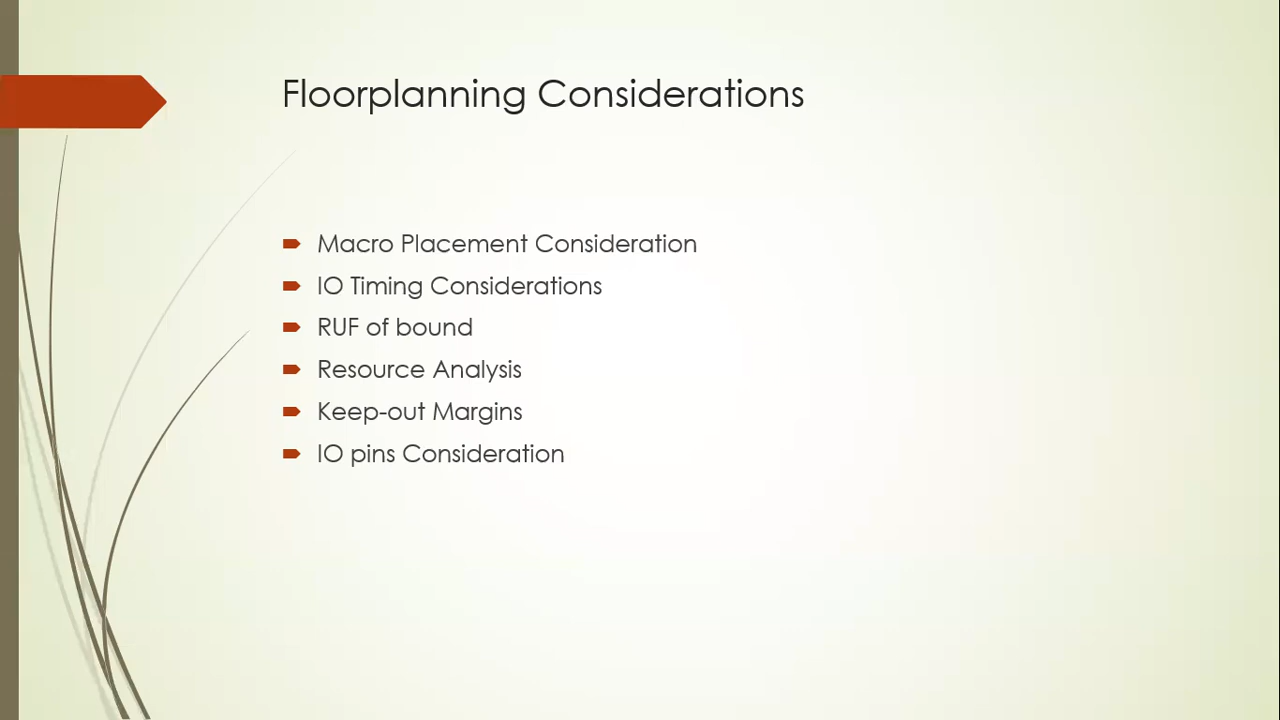 Floorplanning Considerations
Macro Placement Consideration
IO Timing Considerations
RUF of bound
Resource Analysis
Keep-out Margins
IO pins Consideration